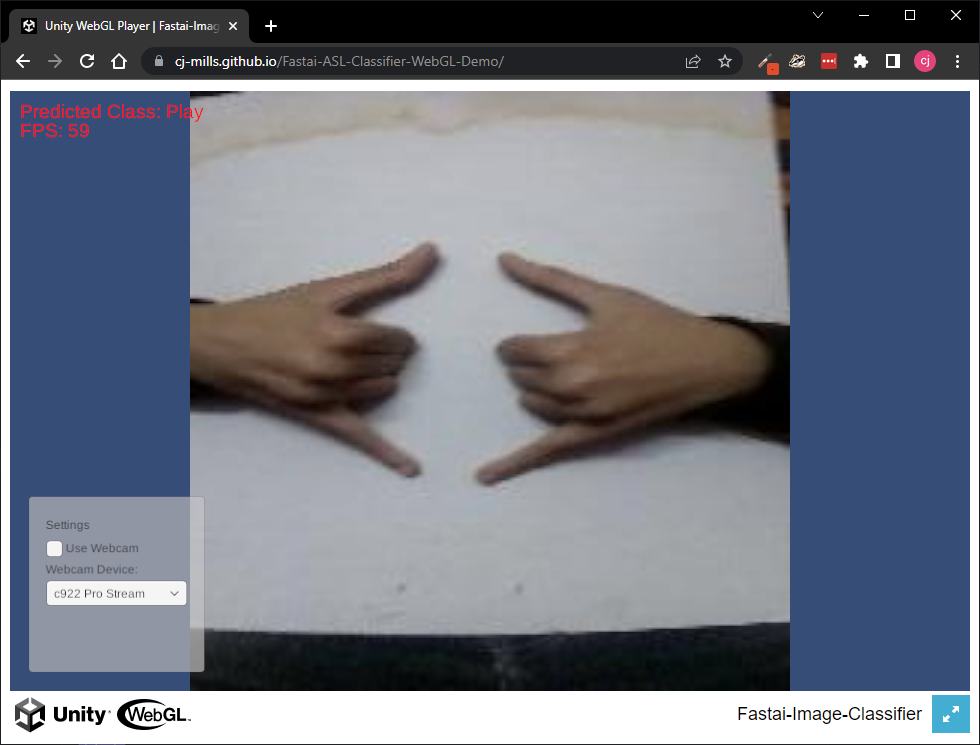 Unity WebGL Player | Fastai-Imag
cj-mills.github.io/Fastai-ASL-Classifier-WebGL-Demo/
cj
Predicted Class: Play
FPS: 59
Settings
Use Webcam
Webcam Device:
c922 Pro Stream
Unity
WebGL
Fastai-Image-Classifier